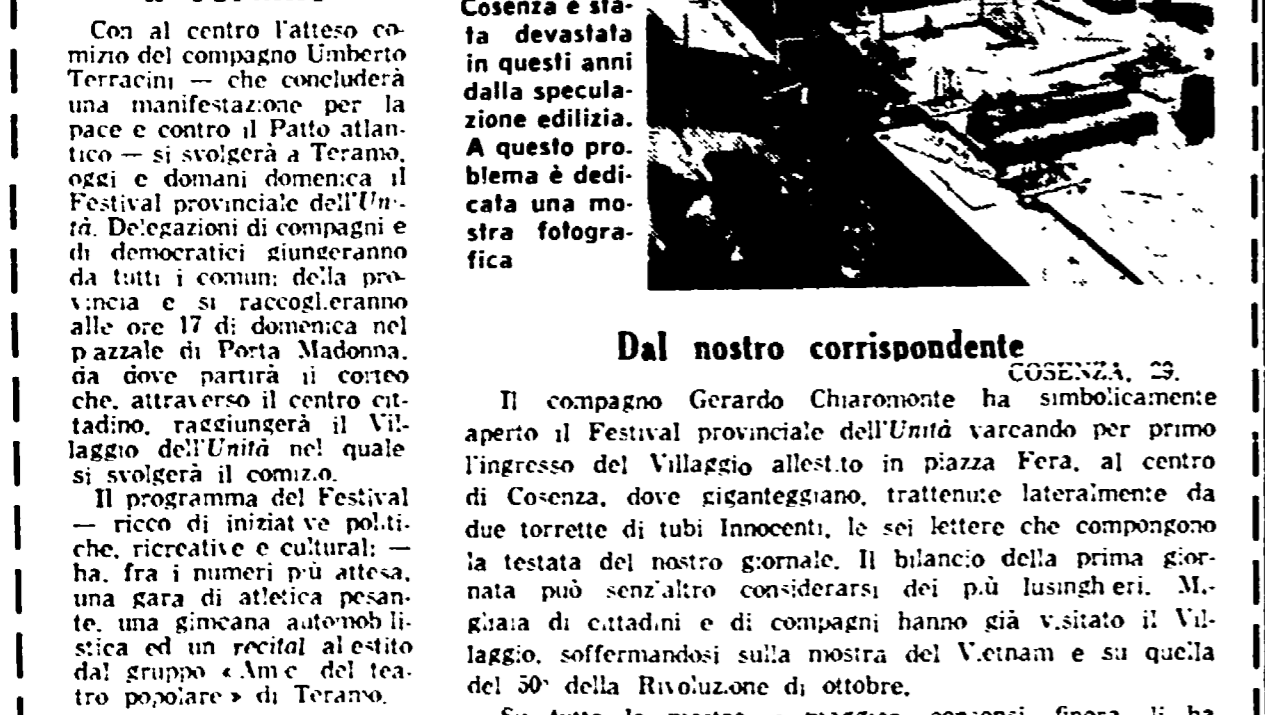 Con al centro l'atteso co-
mizio del compagno Umberto
Terracini — che concluderà
una manifestazione per la
pace e contro il Patto atlan-
tico — si svolgerà a Teramo,
oggi e domani domenica il
Festival provinciale dell'Uni-
tà. Delegazioni di compagni e
di democratici giungeranno
da tutti i comuni della pro-
vincia e si raccoglieranno
alle ore 17 di domenica nel
piazzale di Porta Madonna,
da dove partirà il corteo
che, attraverso il centro cit-
tadino, raggiungerà il Vil-
laggio dell'Unità nel quale
si svolgerà il comizio.
Il programma del Festival
— ricco di iniziative politi-
che, ricreative e culturali —
ha, fra i numeri più attesa,
una gara di atletica pesan-
te, una gimcana automobili-
stica ed un recital allestito
dal gruppo « Amici del tea-
tro popolare » di Teramo.
Cosenza è sta-
ta devastata
in questi anni
dalla specula-
zione edilizia.
A questo pro-
blema è dedi-
cata una mo-
stra fotogra-
fica
Dal nostro corrispondente
COSENZA, 29.
Il compagno Gerardo Chiaromonte ha simbolicamente
aperto il Festival provinciale dell'Unità varcando per primo
l'ingresso del Villaggio allestito in piazza Fera, al centro
di Cosenza, dove giganteggiano, trattenute lateralmente da
due torrette di tubi Innocenti, le sei lettere che compongono
la testata del nostro giornale. Il bilancio della prima gior-
nata può senz'altro considerarsi dei più lusinghieri. Mi-
gliaia di cittadini e di compagni hanno già visitato il Vil-
laggio, soffermandosi sulla mostra del Vietnam e su quella
del 50° della Rivoluzione di ottobre.